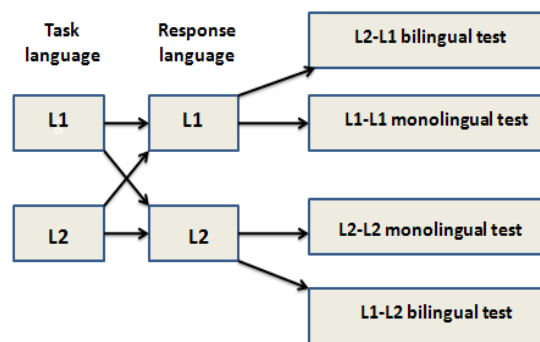 Task
language
Response
language
L2-L1 bilingual test
L1
L1
L1-L1 monolingual test
L2
L2
L2-L2 monolingual test
L1-L2 bilingual test